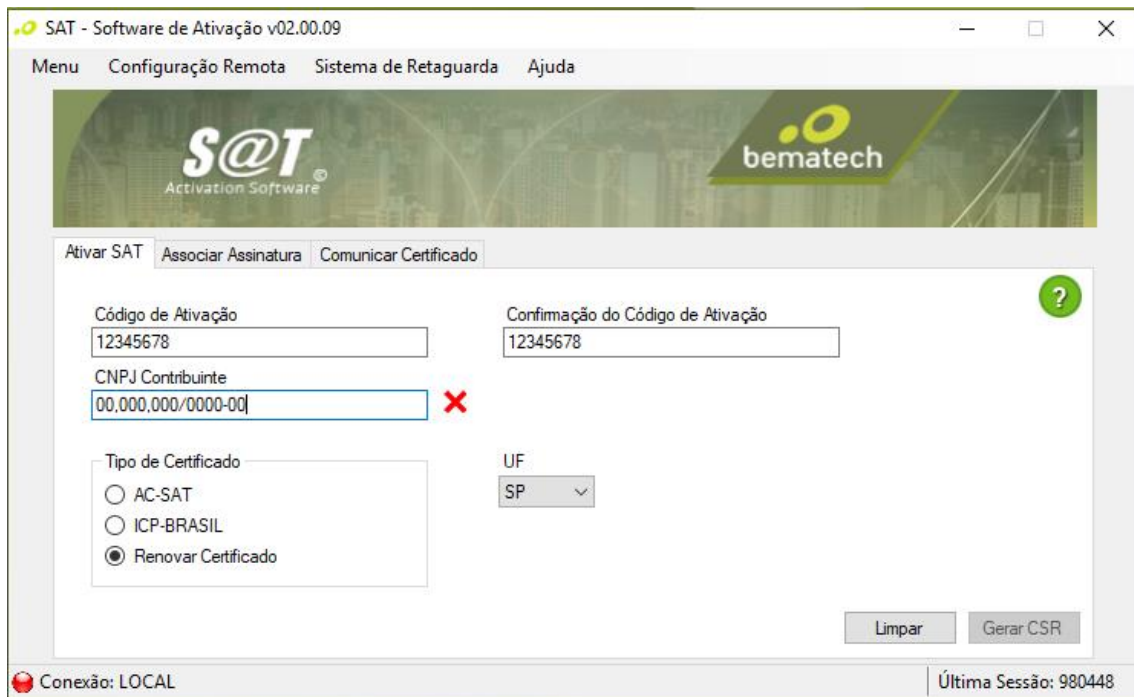 SAT - Software de Ativação v02.00.09
Menu Configuração Remota Sistema de Retaguarda Ajuda
S@T ©
Activation Software
bematech
Ativar SAT Associar Assinatura Comunicar Certificado
?
Código de Ativação Confirmação do Código de Ativação
12345678 12345678
CNPJ Contribuinte
00,000,000/0000-00
Tipo de Certificado UF
AC-SAT SP
ICP-BRASIL
Renovar Certificado
Limpar Gerar CSR
Conexão: LOCAL Última Sessão: 980448